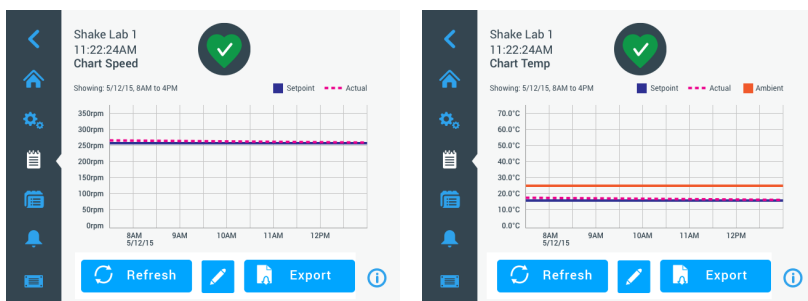 Shake Lab 1
11:22:24AM
Chart Speed
Showing: 5/12/15, 8AM to 4PM
Setpoint
Actual
350rpm
300rpm
250rpm
200rpm
150rpm
100rpm
50rpm
0rpm
8AM 9AM 10AM 11AM 12PM
5/12/15
Refresh
Export
Shake Lab 1
11:22:24AM
Chart Temp
Showing: 5/12/15, 8AM to 4PM
Setpoint
Actual
Ambient
70.0°C
60.0°C
50.0°C
40.0°C
30.0°C
20.0°C
10.0°C
0.0°C
8AM 9AM 10AM 11AM 12PM
5/12/15
Refresh
Export